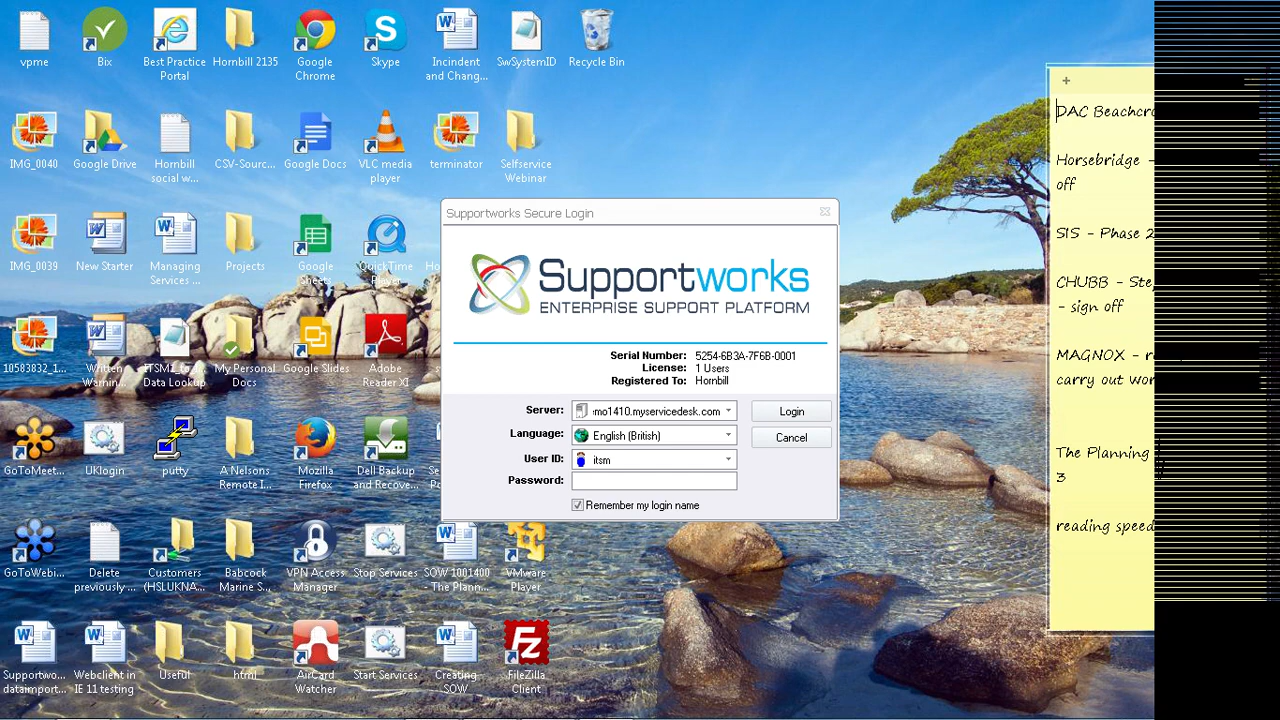 vpme
Bix
Best Practice
Portal
Hornbill 2135
Google
Chrome
Skype
Incindent
and Chang...
SwSystemID
Recycle Bin
IMG_0040
Google Drive
Hornbill
social w...
CSV-Sourc...
Google Docs
VLC media
player
terminator
Selfservice
Webinar
IMG_0039
New Starter
Managing
Services ...
Projects
Google
Sheets
QuickTime
Player
10583832_1...
Written
Warnin...
ITSM1_to_I...
Data Lookup
My Personal
Docs
Google Slides
Adobe
Reader XI
GoToMeet...
UKlogin
putty
A Nelsons
Remote I...
Mozilla
Firefox
Dell Backup
and Recove...
GoToWebi...
Delete
previously ...
Customers
(HSLUKNA...
Babcock
Marine S...
VPN Access
Manager
Stop Services
SOW 1001400
- The Plann...
VMware
Player
Supportwo...
dataimport...
Webclient in
IE 11 testing
Useful
html
AirCard
Watcher
Start Services
Creating
SOW
FileZilla
Client
Supportworks Secure Login
Supportworks
ENTERPRISE SUPPORT PLATFORM
Serial Number: 5254-6B3A-7F6B-0001
License: 1 Users
Registered To: Hornbill
Server: mo1410.myservicedesk.com
Login
Language: English (British)
Cancel
User ID: itsm
Password:
Remember my login name
+
DAC Beachcro
Horsebridge -
off
SIS - Phase 2
CHUBB - Ste
- sign off
MAGNOX - r
carry out wor
The Planning
3
reading speed